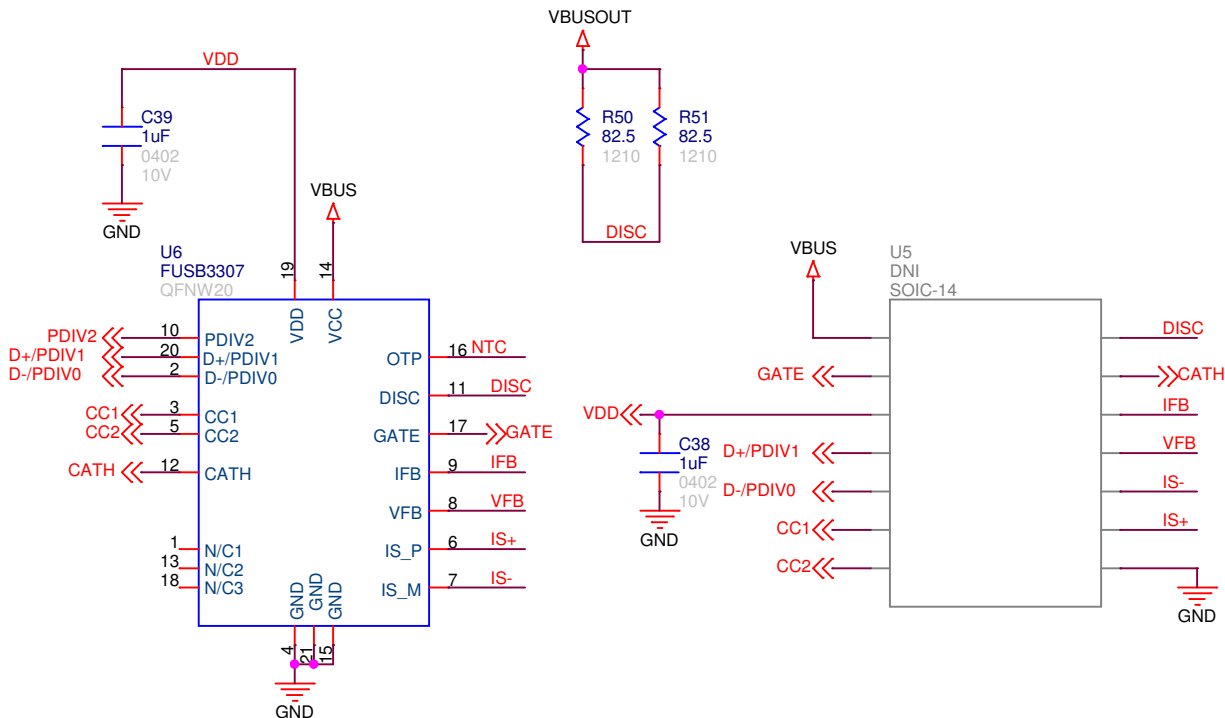 VBUSOUT
VDD
C39
1uF
0402
10V
GND
R50
82.5
1210
R51
82.5
1210
DISC
VBUS
U6
FUSB3307
QFNW20
19
14
VDD
VCC
PDIV2
10
PDIV2
D+/PDIV1
20
D+/PDIV1
D-/PDIV0
2
D-/PDIV0
CC1
3
CC1
CC2
5
CC2
CATH
12
CATH
1
N/C1
13
N/C2
18
N/C3
OTP
16
NTC
DISC
11
DISC
GATE
17
GATE
IFB
9
IFB
VFB
8
VFB
IS_P
6
IS+
IS_M
7
IS-
GND
GND
GND
4
21
15
GND
VBUS
U5
DNI
SOIC-14
GATE
VDD
C38
1uF
0402
10V
GND
D+/PDIV1
D-/PDIV0
CC1
CC2
DISC
CATH
IFB
VFB
IS-
IS+
GND